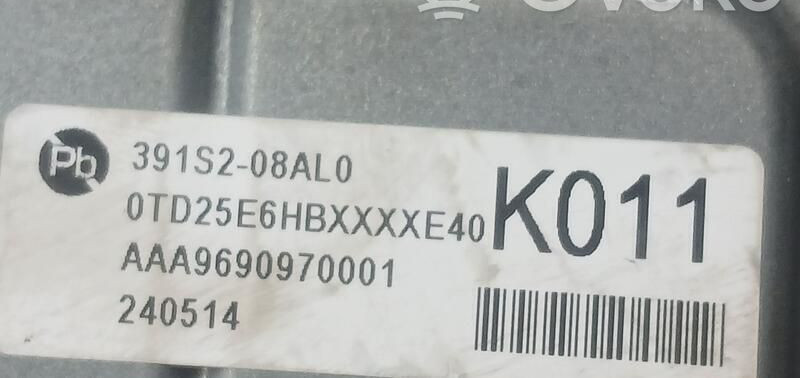 Pb
391S2-08AL0
0TD25E6HBXXXXE40
K011
AAA9690970001
240514